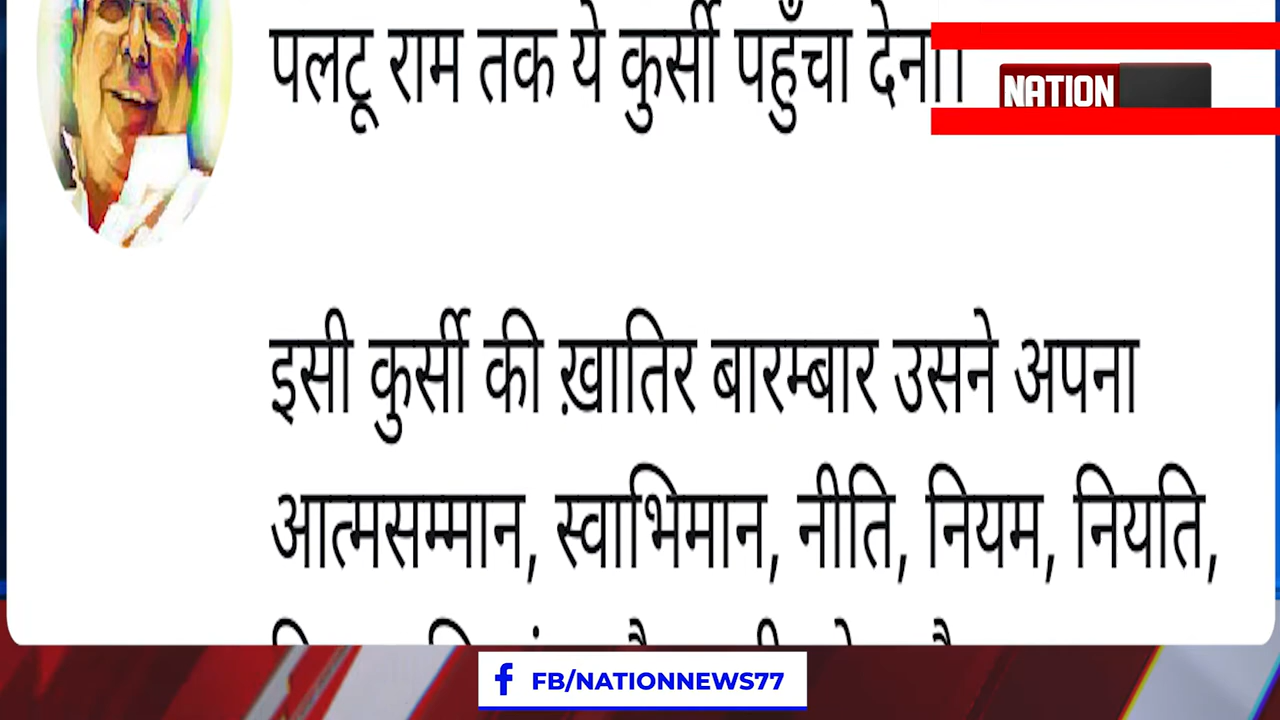 पलटू राम तक ये कुर्सी पहुँचा देना।
NATION
इसी कुर्सी की ख़ातिर बारम्बार उसने अपना
आत्मसम्मान, स्वाभिमान, नीति, नियम, नियति,
FB/NATIONNEWS77